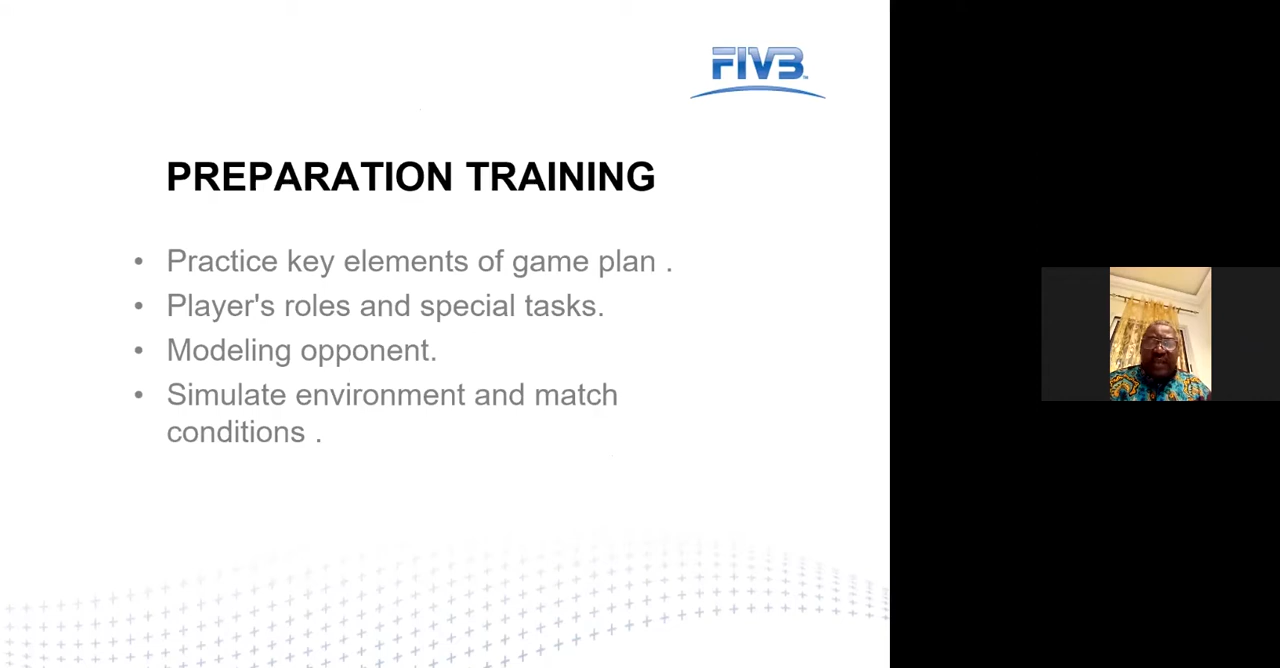 FIVB
PREPARATION TRAINING
• Practice key elements of game plan .
• Player's roles and special tasks.
• Modeling opponent.
• Simulate environment and match
conditions .